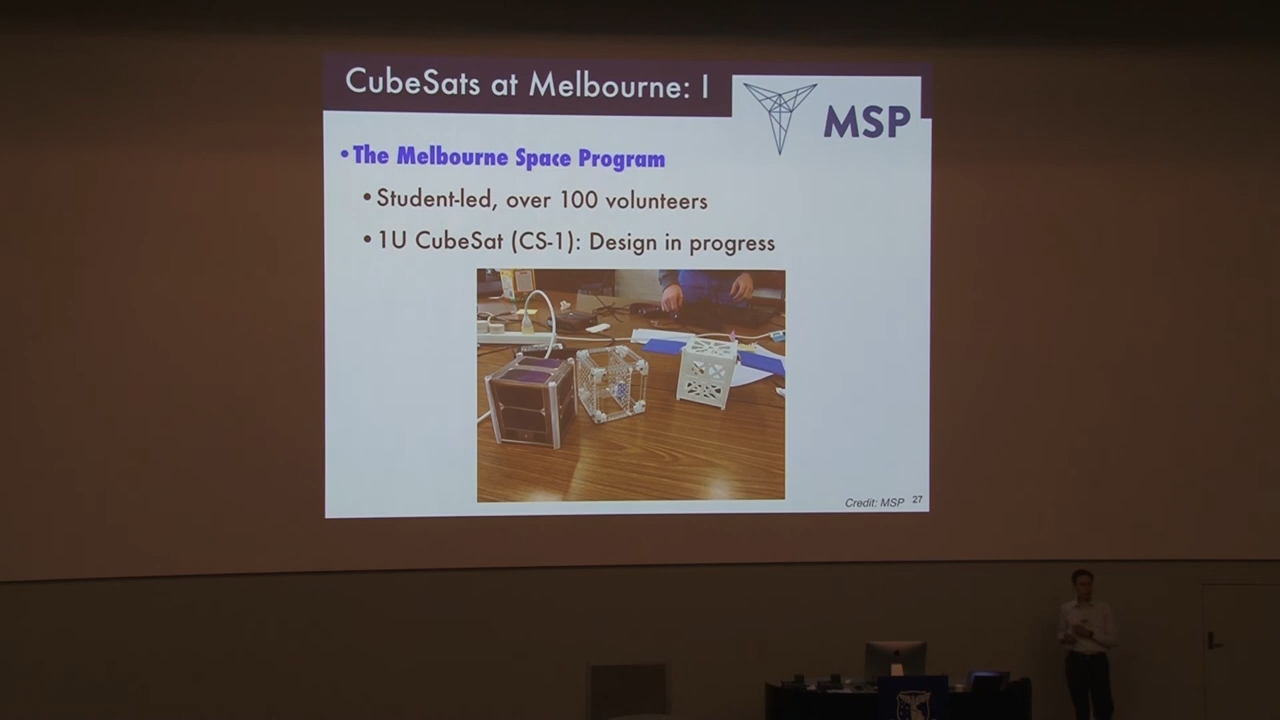 CubeSats at Melbourne: I
MSP
•The Melbourne Space Program
•Student-led, over 100 volunteers
•1U CubeSat (CS-1): Design in progress
Credit: MSP 27